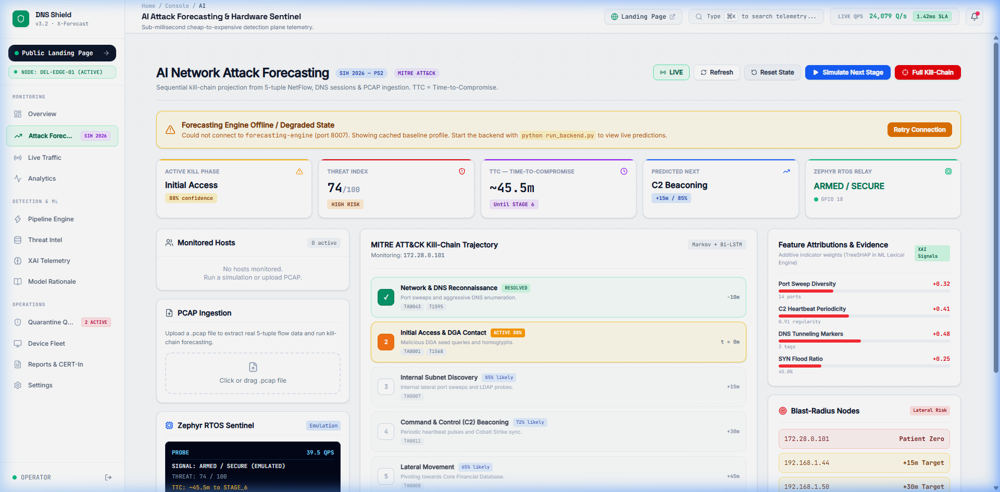 DNS Shield
v3.2 · X-Forecast
Public Landing Page →
NODE: DEL-EDGE-01 (ACTIVE)
MONITORING
Overview
Attack Forec... SIH 2026
Live Traffic
Analytics
DETECTION & ML
Pipeline Engine
Threat Intel
XAI Telemetry
Model Rationale
OPERATIONS
Quarantine Q... 2 ACTIVE
Device Fleet
Reports & CERT-In
Settings
OPERATOR
Home / Console / AI
AI Attack Forecasting & Hardware Sentinel
Sub-millisecond cheap-to-expensive detection plane telemetry.
Landing Page
Type ⌘K to search telemetry...
LIVE QPS 24,079 Q/s 1.42ms SLA
AI Network Attack Forecasting SIH 2026 — PS2 MITRE ATT&CK
Sequential kill-chain projection from 5-tuple NetFlow, DNS sessions & PCAP ingestion. TTC = Time-to-Compromise.
LIVE
Refresh
Reset State
Simulate Next Stage
Full Kill-Chain
Forecasting Engine Offline / Degraded State
Could not connect to forecasting-engine (port 8007). Showing cached baseline profile. Start the backend with python run_backend.py to view live predictions.
Retry Connection
ACTIVE KILL PHASE
Initial Access
88% confidence
THREAT INDEX
74/100
HIGH RISK
TTC — TIME-TO-COMPROMISE
~45.5m
Until STAGE 6
PREDICTED NEXT
C2 Beaconing
+15m / 85%
ZEPHYR RTOS RELAY
ARMED / SECURE
GPIO 18
Monitored Hosts 0 active
No hosts monitored.
Run a simulation or upload PCAP.
PCAP Ingestion
Upload a .pcap file to extract real 5-tuple flow data and run kill-
chain forecasting.
Click or drag .pcap file
Zephyr RTOS Sentinel Emulation
PROBE 39.5 QPS
SIGNAL: ARMED / SECURE (EMULATED)
THREAT: 74 / 100
TTC: ~45.5m to STAGE_6
MITRE ATT&CK Kill-Chain Trajectory Markov + Bi-LSTM
Monitoring: 172.28.0.101
✓ Network & DNS Reconnaissance RESOLVED
Port sweeps and aggressive DNS enumeration. -10m
TA0043 T1595
2 Initial Access & DGA Contact ACTIVE 88%
Malicious DGA seed queries and homoglyphs. t = 0m
TA0001 T1568
3 Internal Subnet Discovery 85% likely
Internal lateral port sweeps and LDAP probes. +15m
TA0007
4 Command & Control (C2) Beaconing 72% likely
Periodic heartbeat pulses and Cobalt Strike sync. +30m
TA0011
5 Lateral Movement 65% likely
Pivoting towards Core Financial Database. +45m
TA0008
Feature Attributions & Evidence
Additive indicator weights (TreeSHAP in ML Lexical
Engine)
XAI
Signals
Port Sweep Diversity +0.32
14 ports
C2 Heartbeat Periodicity +0.41
0.91 regularity
DNS Tunneling Markers +0.48
3 tags
SYN Flood Ratio +0.25
45.0%
Blast-Radius Nodes Lateral Risk
172.28.0.101 Patient Zero
192.168.1.44 +15m Target
192.168.1.50 +30m Target